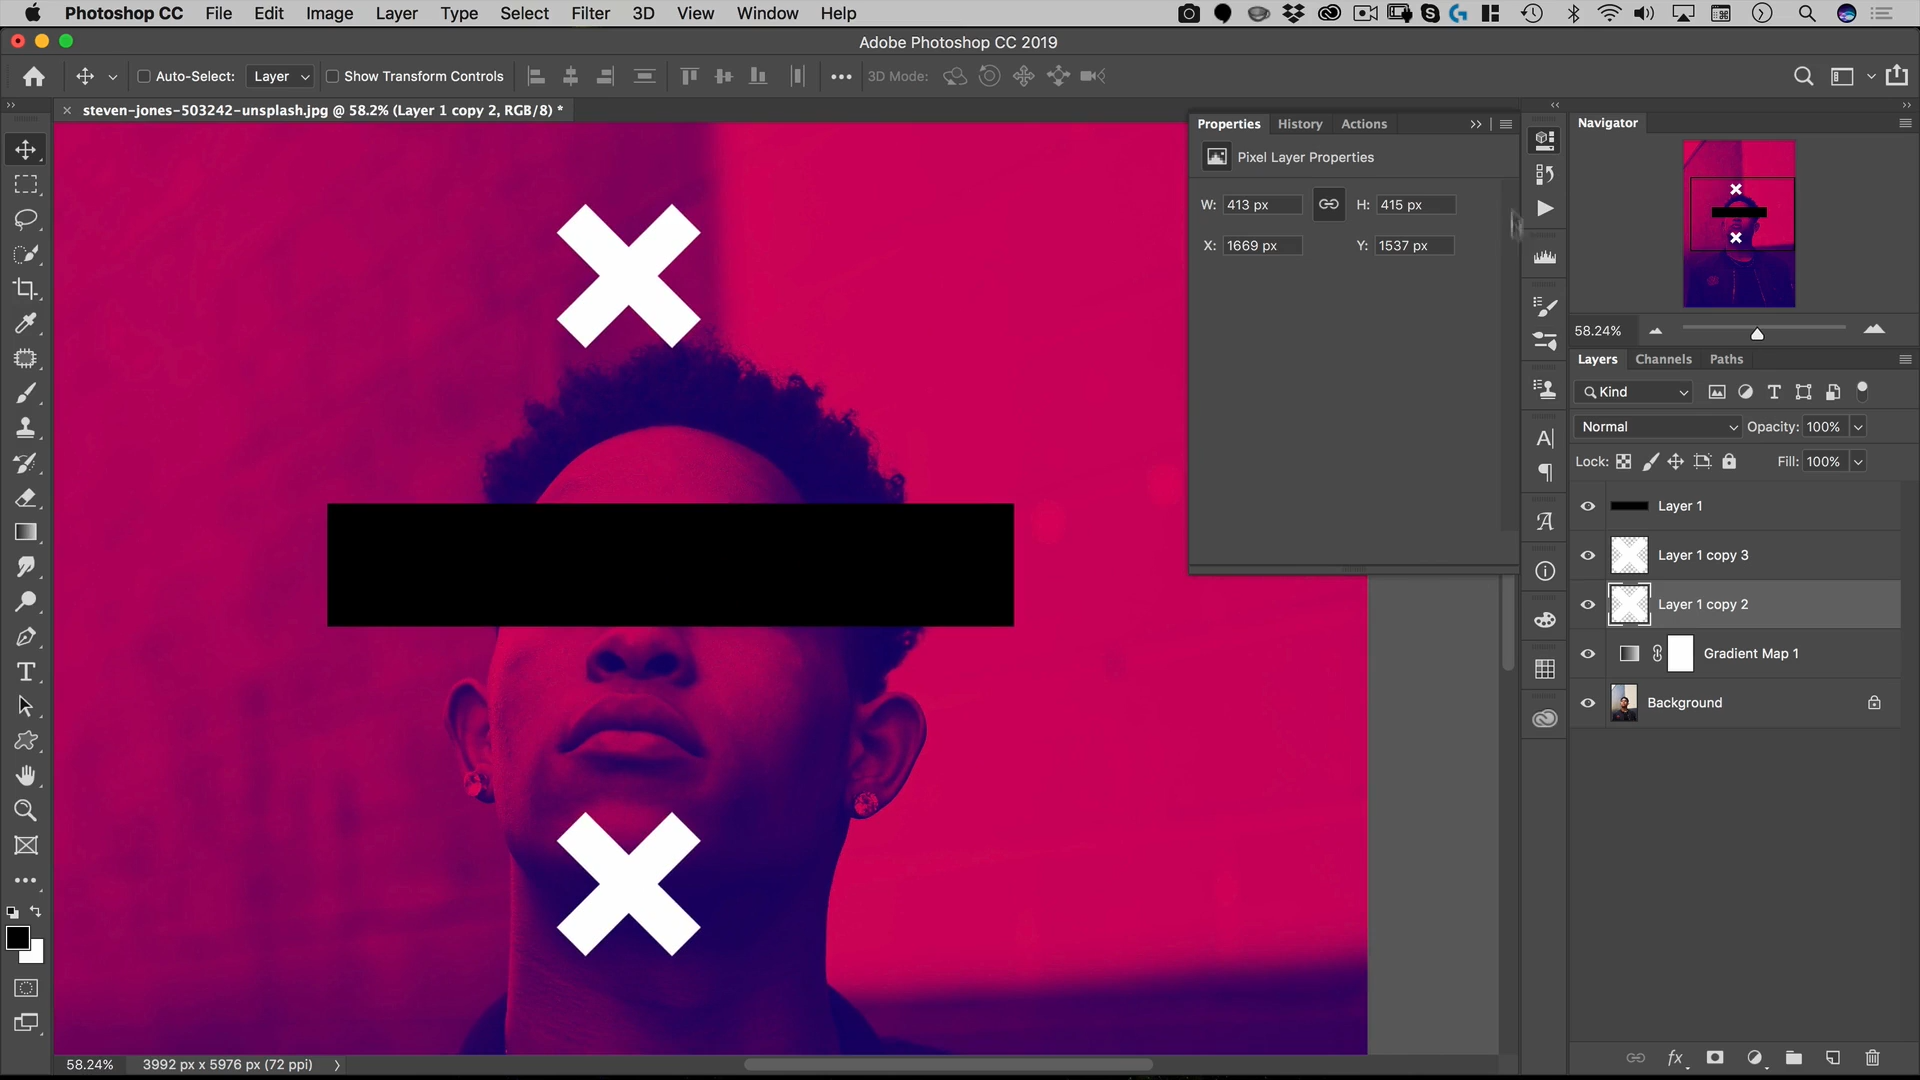 Photoshop CC File Edit Image Layer Type Select Filter 3D View Window Help
Adobe Photoshop CC 2019
Auto-Select: Layer Show Transform Controls 3D Mode:
steven-jones-503242-unsplash.jpg @ 58.2% (Layer 1 copy 2, RGB/8) *
Properties History Actions
Pixel Layer Properties
W: 413 px H: 415 px
X: 1669 px Y: 1537 px
Navigator
58.24%
Layers Channels Paths
Kind
Normal Opacity: 100%
Lock: Fill: 100%
Layer 1
Layer 1 copy 3
Layer 1 copy 2
Gradient Map 1
Background
58.24% 3992 px x 5976 px (72 ppi)